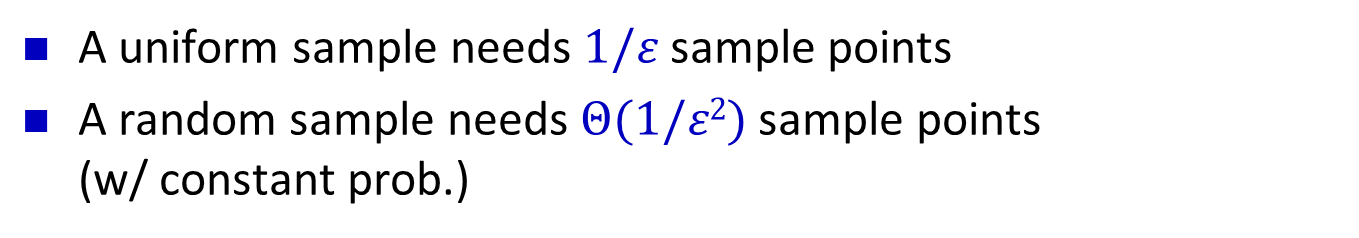 A uniform sample needs 1/ε sample points
A random sample needs Θ(1/ε²) sample points
(w/ constant prob.)